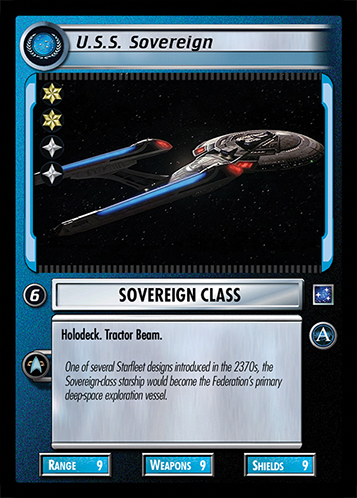 U.S.S. Sovereign
6
SOVEREIGN CLASS
Holodeck. Tractor Beam.
A
One of several Starfleet designs introduced in the 2370s, the
Sovereign-class starship would become the Federation's primary
deep-space exploration vessel.
RANGE 9
WEAPONS 9
SHIELDS 9